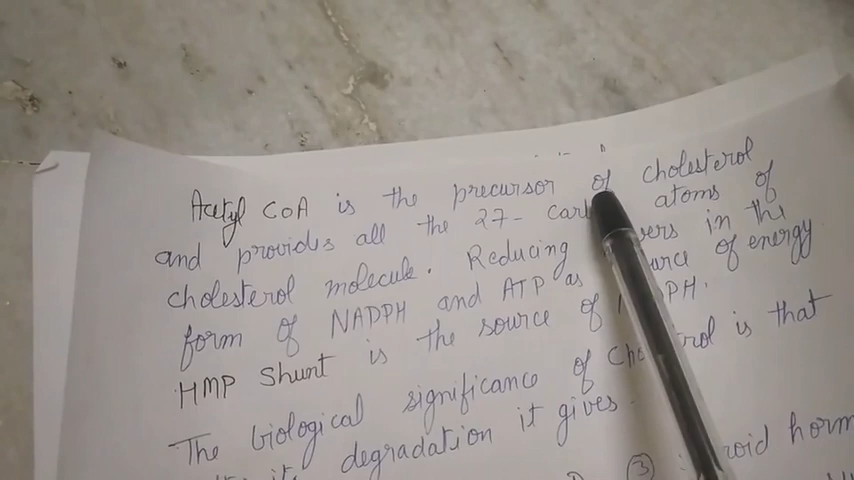 Acetyl COA is the precursor of cholesterol
and provides all the 27- atoms of
cholesterol molecule. Reducing in the
form of NADPH and ATP as of energy
HMP Shunt is the source of
The biological significance of is that
degradation it gives.
③